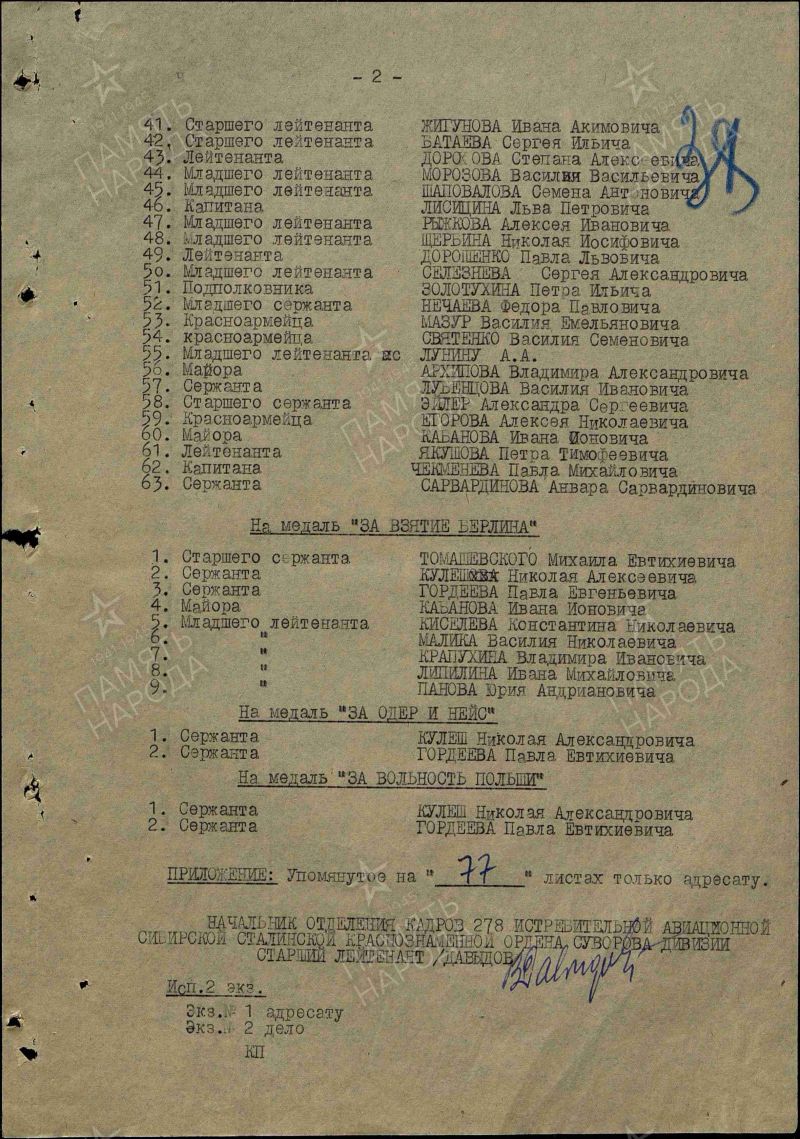 - 2 -
41. Старшего лейтенанта ЖИГУНОВА Ивана Акимовича
42. Старшего лейтенанта БАТАЕВА Сергея Ильича
43. Лейтенанта ДОРОХОВА Степана Алексеевича
44. Младшего лейтенанта МОРОЗОВА Василия Васильевича
45. Младшего лейтенанта ШАПОВАЛОВА Семена Антоновича
46. Капитана ЛИСИЦИНА Льва Петровича
47. Младшего лейтенанта РЫЖКОВА Алексея Ивановича
48. Младшего лейтенанта ЩЕРБИНА Николая Иосифовича
49. Лейтенанта ДОРОШЕНКО Павла Львовича
50. Младшего лейтенанта СЕЛЕЗНЕВА Сергея Александровича
51. Подполковника ЗОЛОТУХИНА Петра Ильича
52. Младшего сержанта НЕЧАЕВА Федора Павловича
53. Красноармейца МАЗУР Василия Емельяновича
54. красноармейца СВЯТЕНКО Василия Семеновича
55. Младшего лейтенанта ис ЛУНИНУ А.А.
56. Майора АРХИПОВА Владимира Александровича
57. Сержанта ЛУБЕНЦОВА Василия Ивановича
58. Старшего сержанта ЭЙЛЕР Александра Сергеевича
59. Красноармейца ЕГОРОВА Алексея Николаевича
60. Майора КАБАНОВА Ивана Ионовича
61. Лейтенанта ЯКУШОВА Петра Тимофеевича
62. Капитана ЧЕКМЕНЕВА Павла Михайловича
63. Сержанта САРВАРДИНОВА Анвара Сарвардиновича
На медаль "ЗА ВЗЯТИЕ БЕРЛИНА"
1. Старшего сержанта ТОМАШЕВСКОГО Михаила Евтихиевича
2. Сержанта КУЛЕШ Николая Алексеевича
3. Сержанта ГОРДЕЕВА Павла Евгеньевича
4. Майора КАБАНОВА Ивана Ионовича
5. Младшего лейтенанта КИСЕЛЕВА Константина Николаевича
6. " МАЛИКА Василия Николаевича
7. " КРАПУХИНА Владимира Ивановича
8. " ЛИПИЛИНА Ивана Михайловича
9. " ПАНОВА Юрия Андриановича
На медаль "ЗА ОДЕР И НЕЙС"
1. Сержанта КУЛЕШ Николая Александровича
2. Сержанта ГОРДЕЕВА Павла Евтихиевича
На медаль "ЗА ВОЛЬНОСТЬ ПОЛЬШИ"
1. Сержанта КУЛЕШ Николая Александровича
2. Сержанта ГОРДЕЕВА Павла Евтихиевича
ПРИЛОЖЕНИЕ: Упомянутое на " 77 " листах только адресату.
НАЧАЛЬНИК ОТДЕЛЕНИЯ КАДРОВ 278 ИСТРЕБИТЕЛЬНОЙ АВИАЦИОННОЙ
СИБИРСКОЙ СТАЛИНСКОЙ КРАСНОЗНАМЕННОЙ ОРДЕНА СУВОРОВА ДИВИЗИИ
СТАРШИЙ ЛЕЙТЕНАНТ /ДАВЫДОВ/
Исп.2 экз.
Экз.№ 1 адресату
Экз.№ 2 дело
КП
ПАМЯТЬ НАРОДА